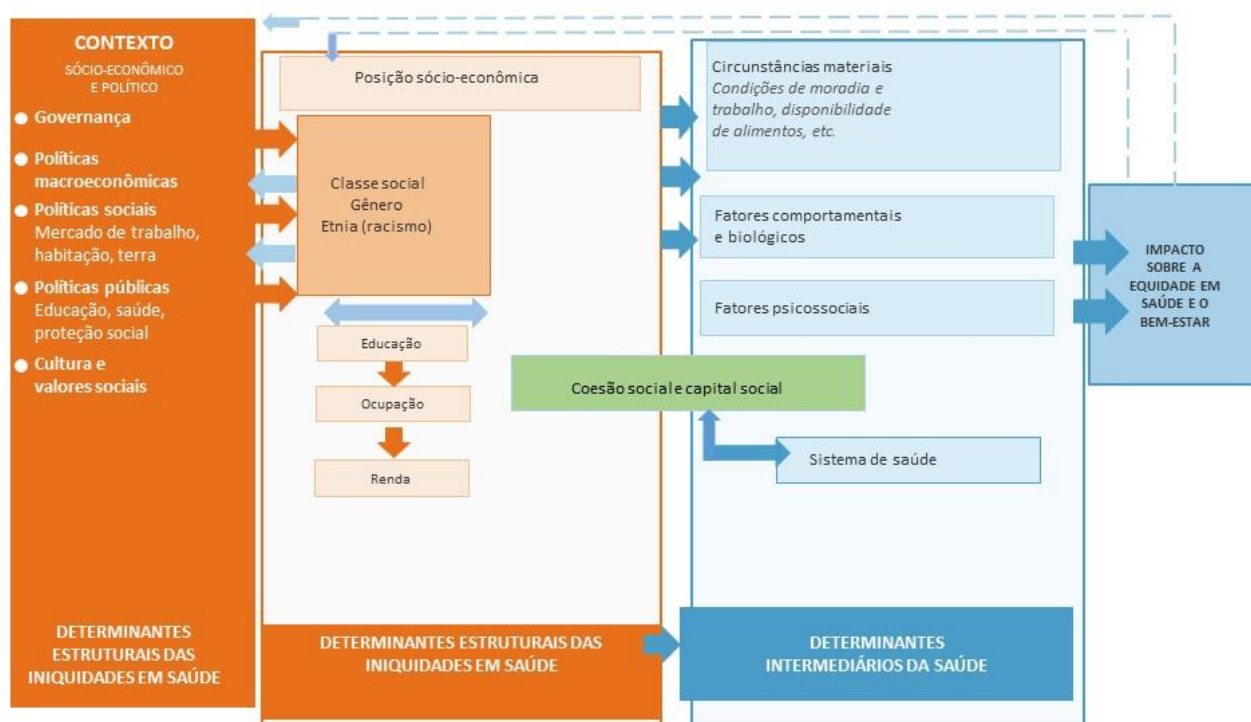 CONTEXTO
SÓCIO-ECONÔMICO
E POLÍTICO
Governança
Políticas
macroeconômicas
Políticas sociais
Mercado de trabalho,
habitação, terra
Políticas públicas
Educação, saúde,
proteção social
Cultura e
valores sociais
DETERMINANTES
ESTRUTURAIS DAS
INIQUIDADES EM SAÚDE
Posição sócio-econômica
Classe social
Gênero
Etnia (racismo)
Educação
Ocupação
Renda
DETERMINANTES ESTRUTURAIS DAS
INIQUIDADES EM SAÚDE
Coesão social e capital social
Circunstâncias materiais
Condições de moradia e
trabalho, disponibilidade
de alimentos, etc.
Fatores comportamentais
e biológicos
Fatores psicossociais
Sistema de saúde
DETERMINANTES
INTERMEDIÁRIOS DA SAÚDE
IMPACTO
SOBRE A
EQUIDADE EM
SAÚDE E O
BEM-ESTAR